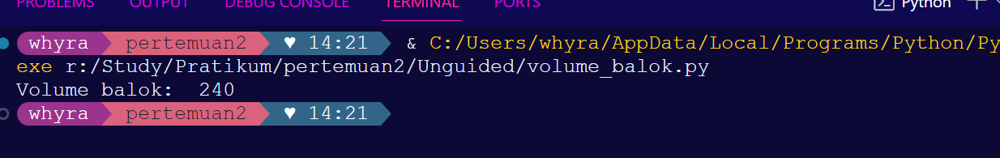 PROBLEMS OUTPUT DEBUG CONSOLE TERMINAL PORTS Python
whyra pertemuan2 ♥ 14:21 & C:/Users/whyra/AppData/Local/Programs/Python/Py
exe r:/Study/Pratikum/pertemuan2/Unguided/volume_balok.py
Volume balok:  240
whyra pertemuan2 ♥ 14:21